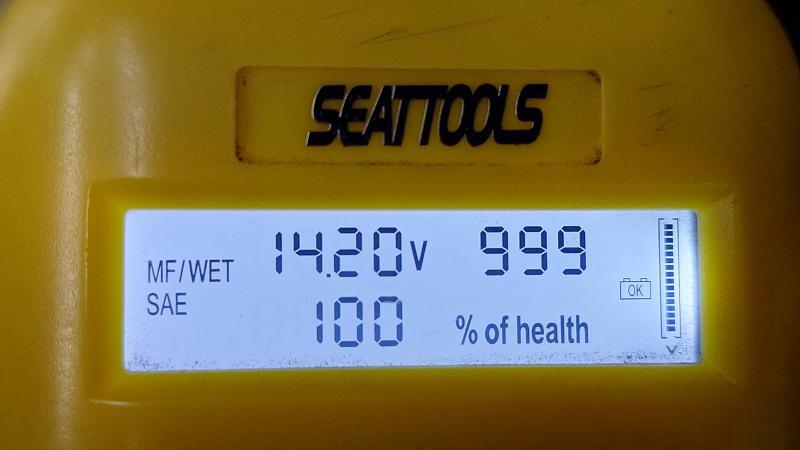 SEATTOOLS
MF/WET 14.20V 999
SAE 100 % of health
OK